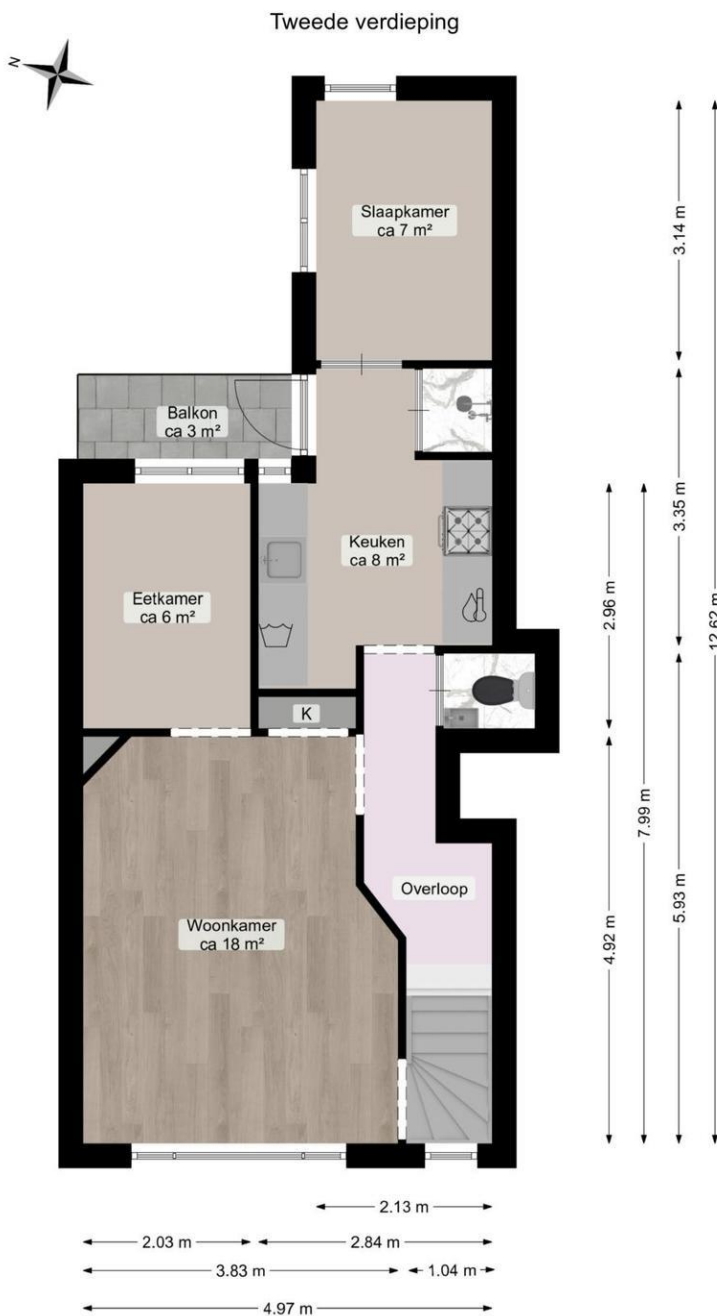 Tweede verdieping
N
Slaapkamer
ca 7 m²
3.14 m
Balkon
ca 3 m²
Keuken
ca 8 m²
3.35 m
Eetkamer
ca 6 m²
2.96 m
12.62 m
K
7.99 m
Overloop
5.93 m
Woonkamer
ca 18 m²
4.92 m
2.13 m
2.03 m
2.84 m
3.83 m
1.04 m
4.97 m